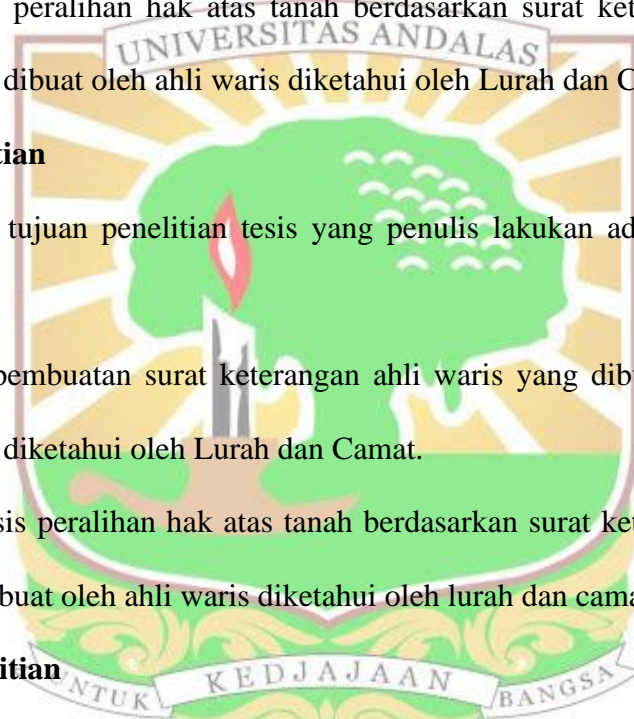 peralihan hak atas tanah berdasarkan surat ket
UNIVERSITAS ANDALAS
dibuat oleh ahli waris diketahui oleh Lurah dan C
tian
tujuan penelitian tesis yang penulis lakukan ad
pembuatan surat keterangan ahli waris yang dibu
diketahui oleh Lurah dan Camat.
sis peralihan hak atas tanah berdasarkan surat ket
buat oleh ahli waris diketahui oleh lurah dan cama
itian
UNTUK KEDJAJAAN BANGSA